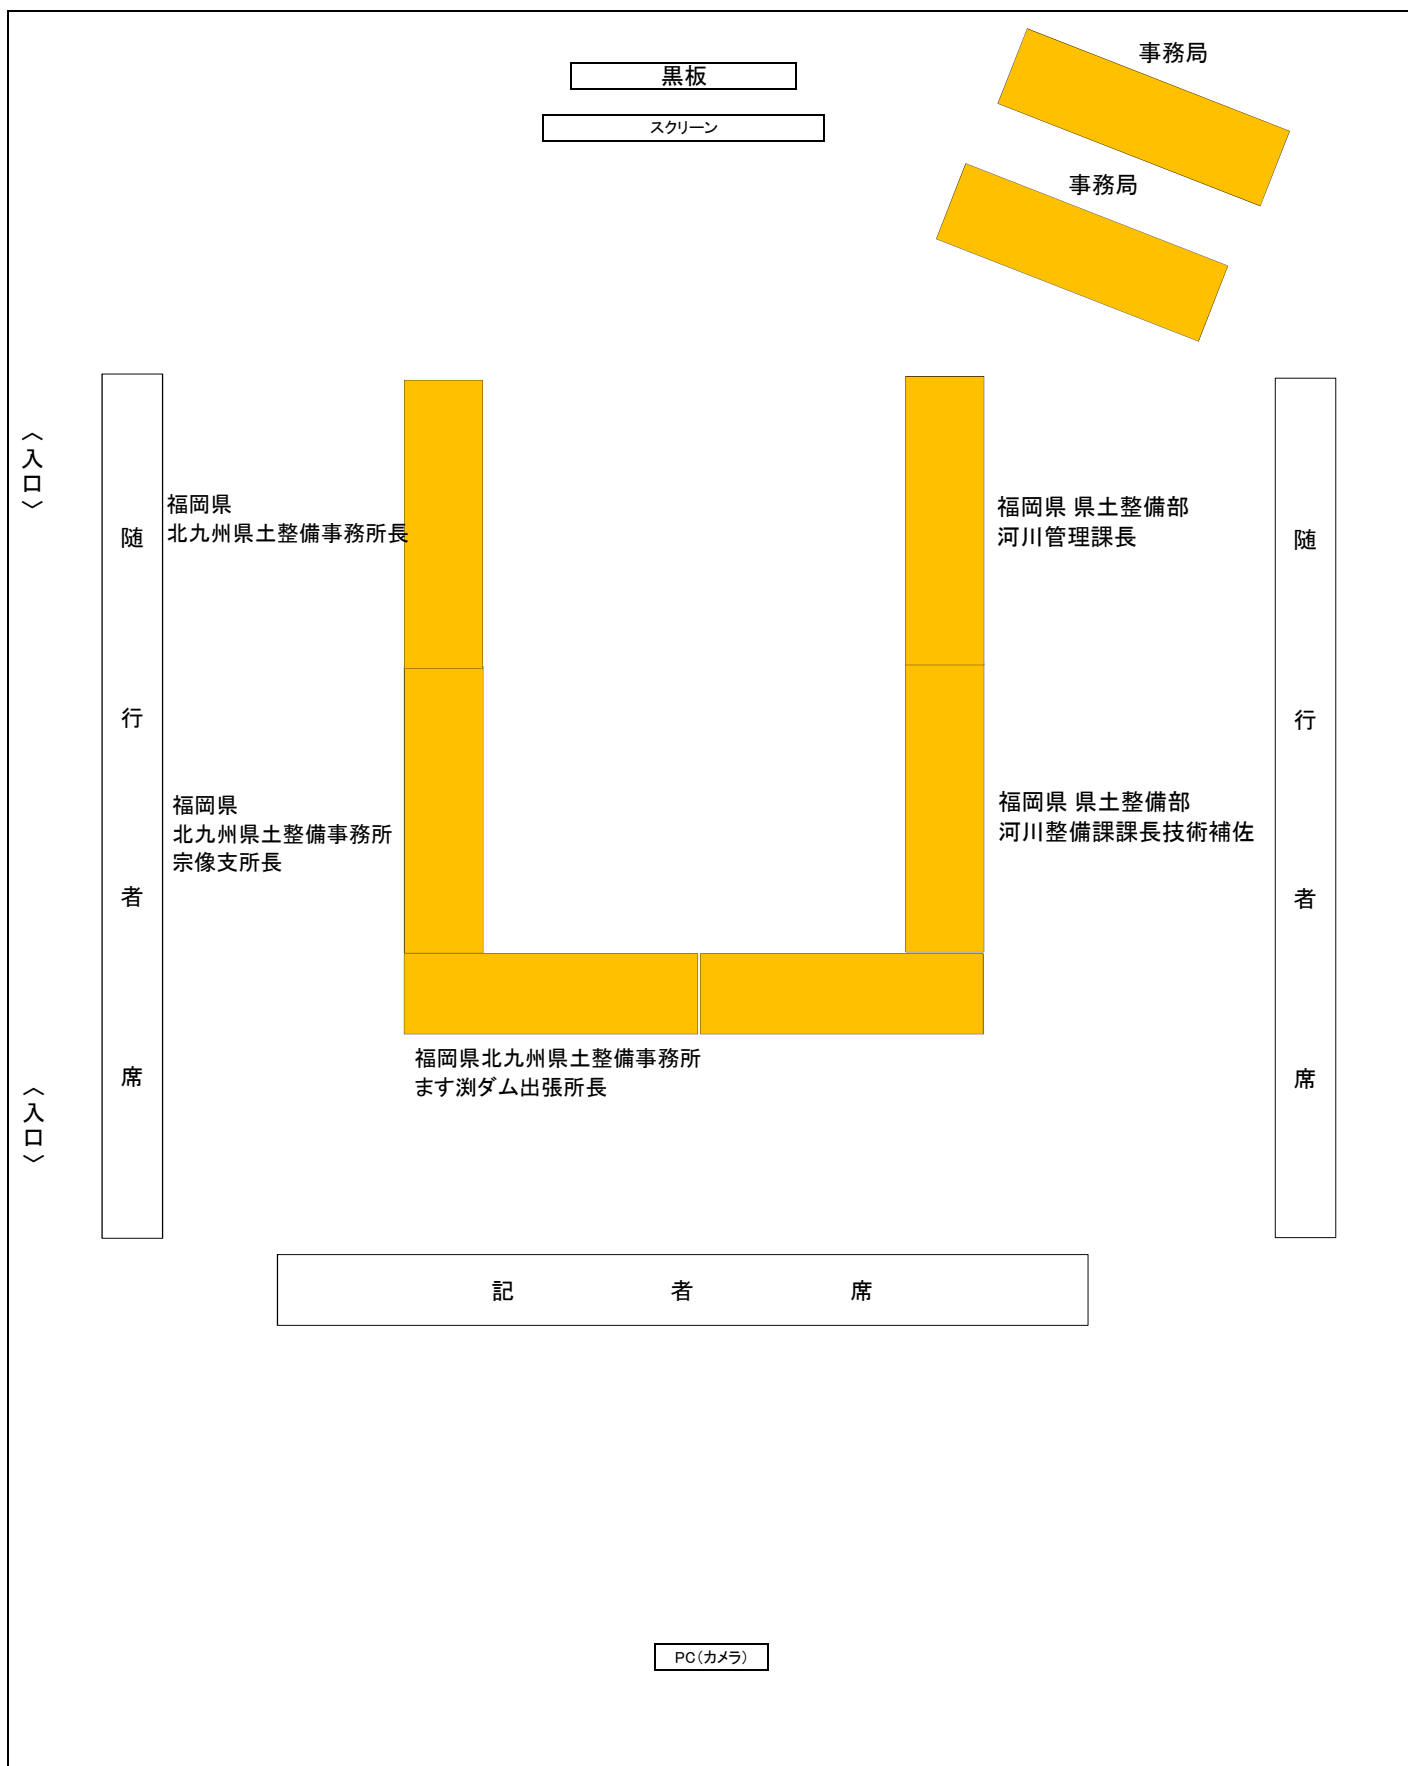 事務局
黒板
スクリーン
事務局
〈入口〉
随行者席
福岡県
北九州県土整備事務所長
福岡県 県土整備部
河川管理課長
随行者席
福岡県
北九州県土整備事務所
宗像支所長
福岡県 県土整備部
河川整備課課長技術補佐
福岡県北九州県土整備事務所
ます渕ダム出張所長
〈入口〉
記者席
PC(カメラ)